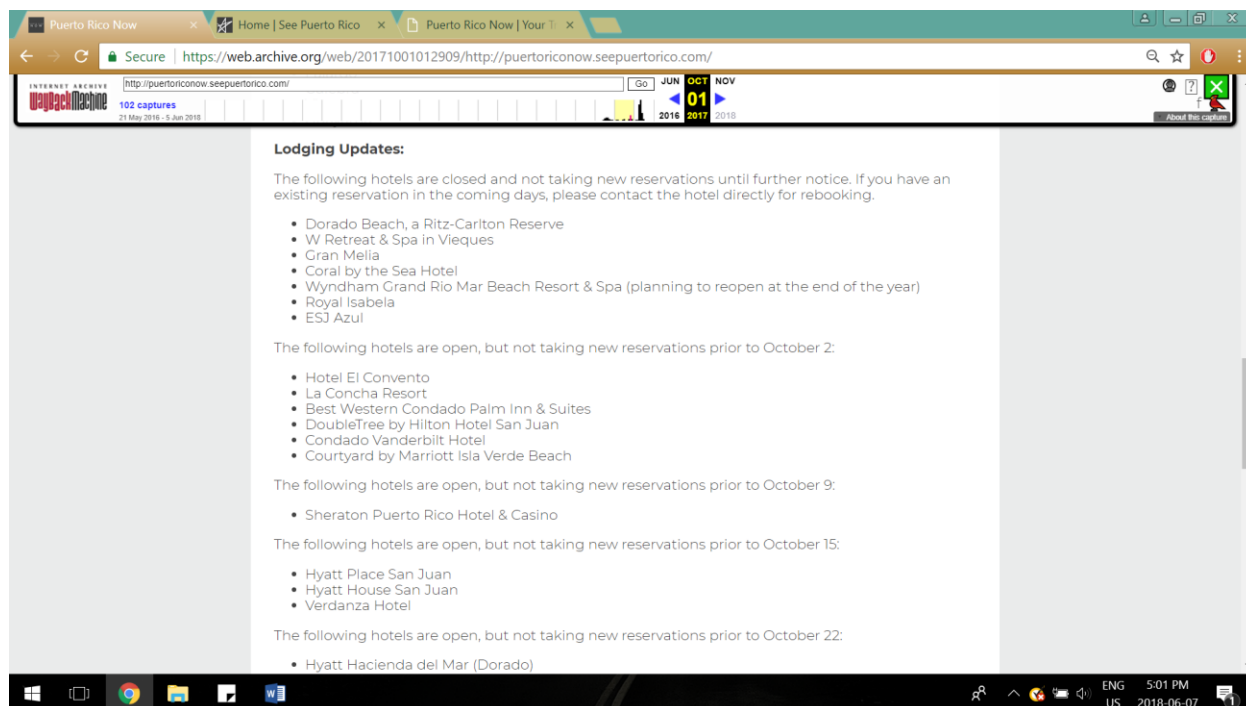 Puerto Rico Now
Home | See Puerto Rico
Puerto Rico Now | Your
Secure | https://web.archive.org/web/20171001012909/http://puertoriconow.seepuertorico.com/
INTERNET ARCHIVE
WayBackMachine
http://puertoriconow.seepuertorico.com/
Go
JUN OCT NOV
102 captures
01
21 May 2016 - 5 Jun 2018
2016 2017 2018
f
About this capture
Lodging Updates:
The following hotels are closed and not taking new reservations until further notice. If you have an
existing reservation in the coming days, please contact the hotel directly for rebooking.
• Dorado Beach, a Ritz-Carlton Reserve
• W Retreat & Spa in Vieques
• Gran Melia
• Coral by the Sea Hotel
• Wyndham Grand Rio Mar Beach Resort & Spa (planning to reopen at the end of the year)
• Royal Isabela
• ESJ Azul
The following hotels are open, but not taking new reservations prior to October 2:
• Hotel El Convento
• La Concha Resort
• Best Western Condado Palm Inn & Suites
• DoubleTree by Hilton Hotel San Juan
• Condado Vanderbilt Hotel
• Courtyard by Marriott Isla Verde Beach
The following hotels are open, but not taking new reservations prior to October 9:
• Sheraton Puerto Rico Hotel & Casino
The following hotels are open, but not taking new reservations prior to October 15:
• Hyatt Place San Juan
• Hyatt House San Juan
• Verdanza Hotel
The following hotels are open, but not taking new reservations prior to October 22:
• Hyatt Hacienda del Mar (Dorado)
ENG 5:01 PM
US 2018-06-07